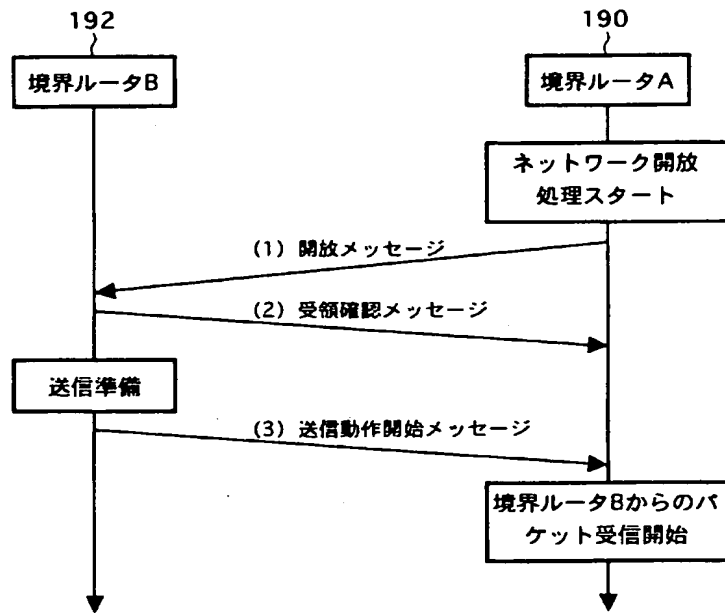 192
190
境界ルータB
境界ルータA
ネットワーク開放
処理スタート
(1) 開放メッセージ
(2) 受領確認メッセージ
送信準備
(3) 送信動作開始メッセージ
境界ルータBからのパ
ケット受信開始